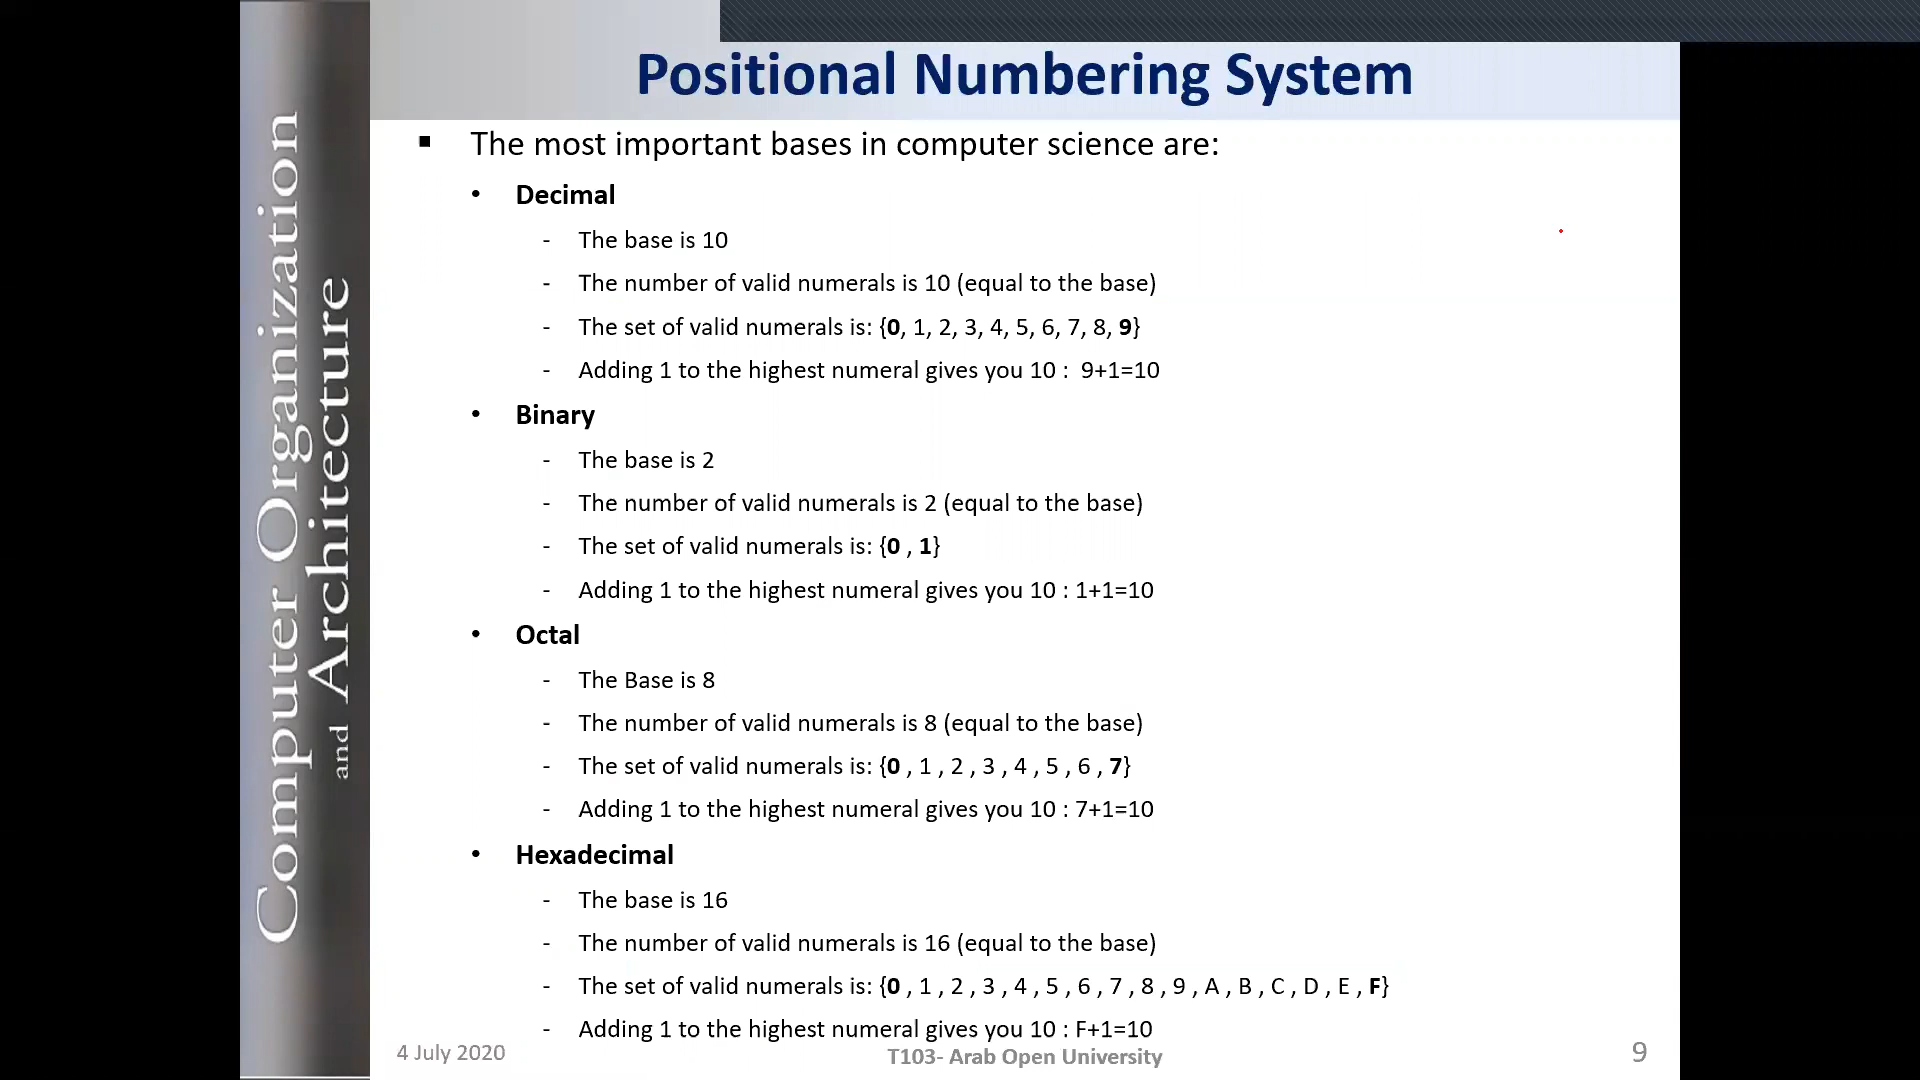 Computer Organization
and Architecture
Positional Numbering System
▪ The most important bases in computer science are:
• Decimal
- The base is 10
- The number of valid numerals is 10 (equal to the base)
- The set of valid numerals is: {0, 1, 2, 3, 4, 5, 6, 7, 8, 9}
- Adding 1 to the highest numeral gives you 10 : 9+1=10
• Binary
- The base is 2
- The number of valid numerals is 2 (equal to the base)
- The set of valid numerals is: {0 , 1}
- Adding 1 to the highest numeral gives you 10 : 1+1=10
• Octal
- The Base is 8
- The number of valid numerals is 8 (equal to the base)
- The set of valid numerals is: {0 , 1 , 2 , 3 , 4 , 5 , 6 , 7}
- Adding 1 to the highest numeral gives you 10 : 7+1=10
• Hexadecimal
- The base is 16
- The number of valid numerals is 16 (equal to the base)
- The set of valid numerals is: {0 , 1 , 2 , 3 , 4 , 5 , 6 , 7 , 8 , 9 , A , B , C , D , E , F}
- Adding 1 to the highest numeral gives you 10 : F+1=10
4 July 2020
T103- Arab Open University
9